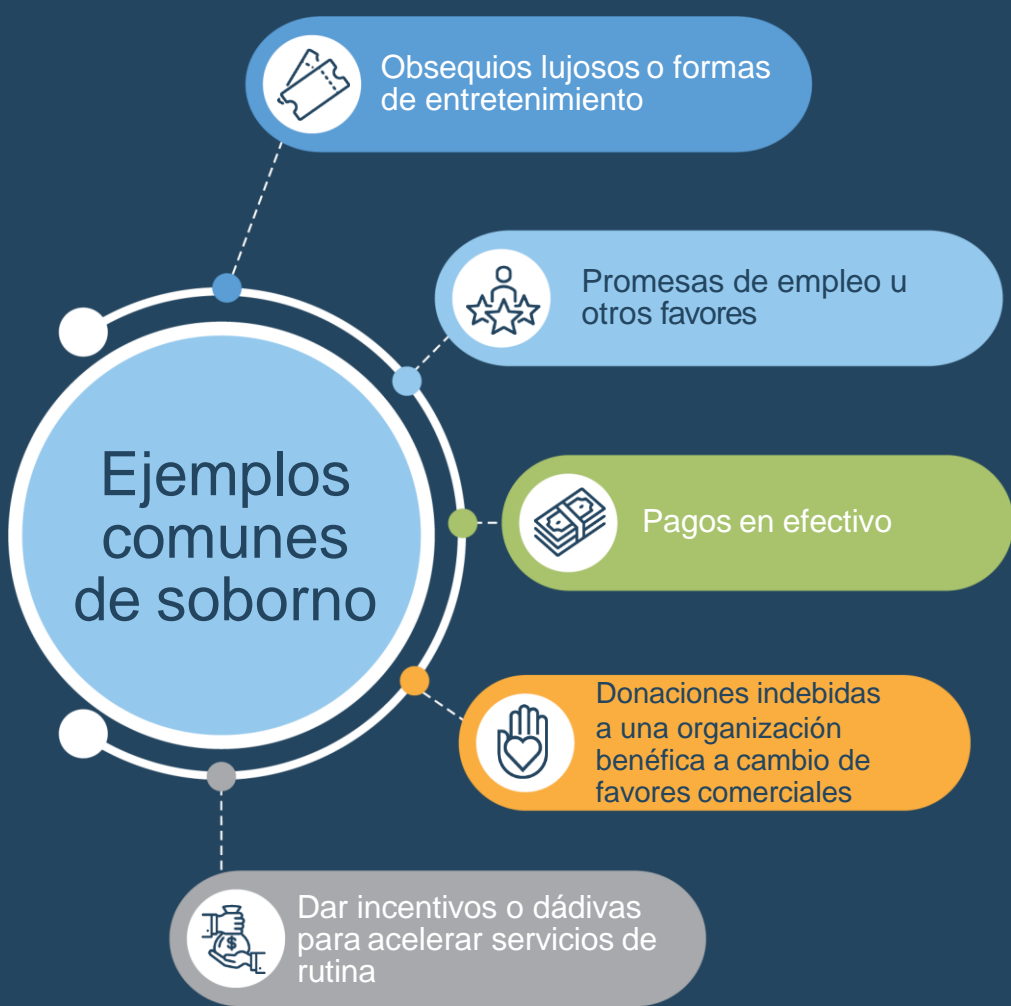 Obsequios lujosos o formas
de entretenimiento
Promesas de empleo u
otros favores
Ejemplos
comunes
de soborno
Pagos en efectivo
Donaciones indebidas
a una organización
benéfica a cambio de
favores comerciales
Dar incentivos o dádivas
para acelerar servicios de
rutina